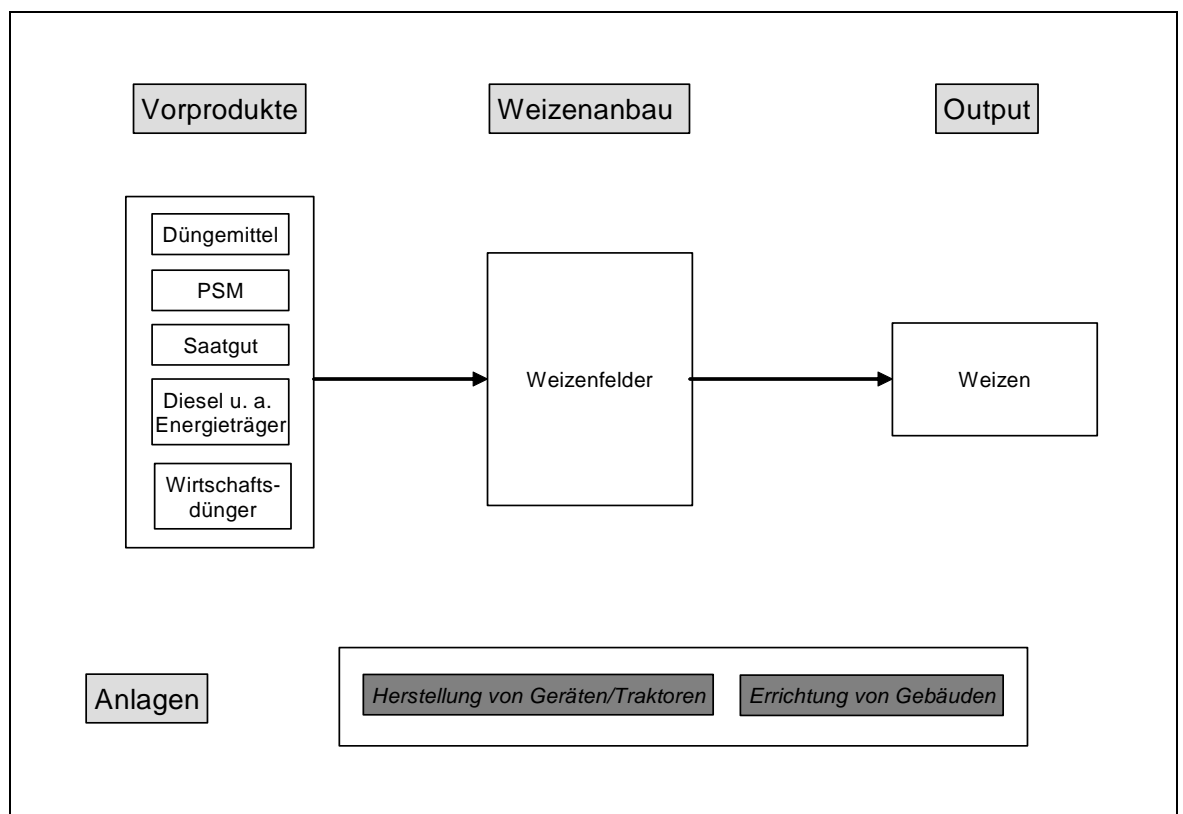 Vorprodukte
Weizenanbau
Output
Düngemittel
PSM
Saatgut
Diesel u. a.
Energieträger
Wirtschafts-
dünger
Weizenfelder
Weizen
Anlagen
Herstellung von Geräten/Traktoren
Errichtung von Gebäuden